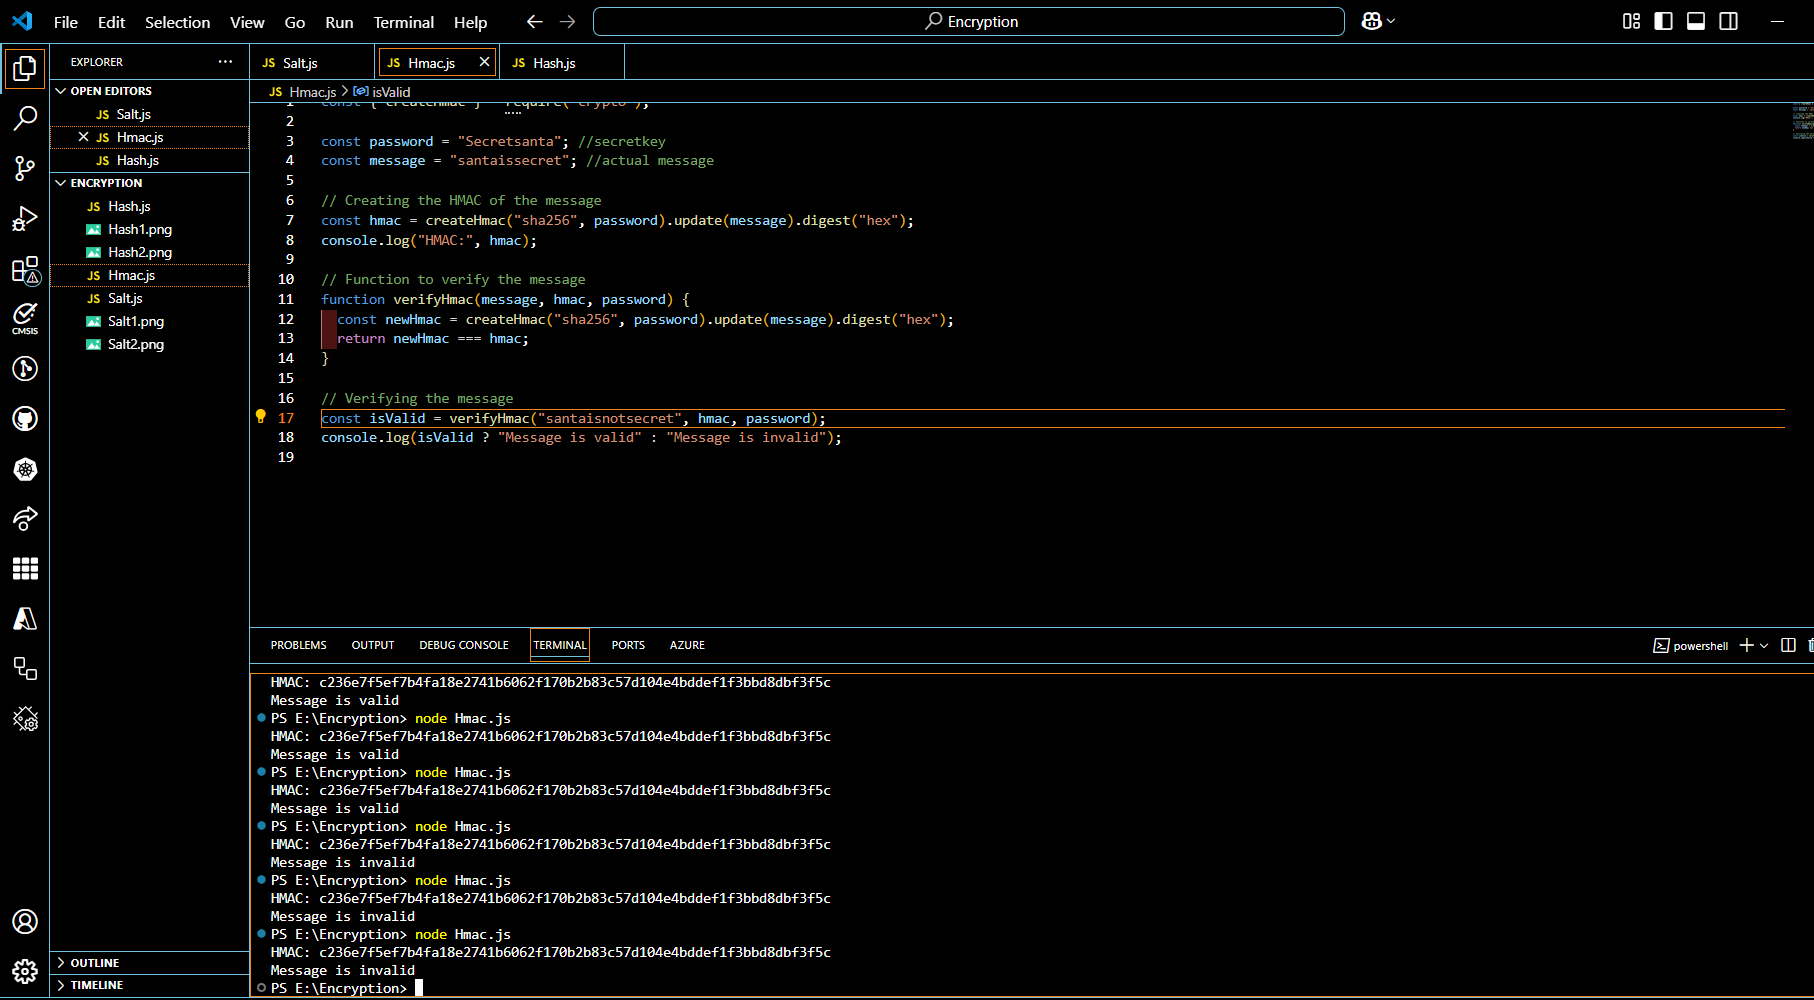 File Edit Selection View Go Run Terminal Help
Encryption
EXPLORER
OPEN EDITORS
JS Salt.js
JS Hmac.js
JS Hash.js
ENCRYPTION
JS Hash.js
Hash1.png
Hash2.png
JS Hmac.js
JS Salt.js
Salt1.png
Salt2.png
CMSIS
OUTLINE
TIMELINE
JS Salt.js JS Hmac.js JS Hash.js
JS Hmac.js > isValid
1 const { createHmac } require("crypto");
2
3 const password = "Secretsanta"; //secretkey
4 const message = "santaissecret"; //actual message
5
6 // Creating the HMAC of the message
7 const hmac = createHmac("sha256", password).update(message).digest("hex");
8 console.log("HMAC:", hmac);
9
10 // Function to verify the message
11 function verifyHmac(message, hmac, password) {
12 const newHmac = createHmac("sha256", password).update(message).digest("hex");
13 return newHmac === hmac;
14 }
15
16 // Verifying the message
17 const isValid = verifyHmac("santaisnotsecret", hmac, password);
18 console.log(isValid ? "Message is valid" : "Message is invalid");
19
PROBLEMS OUTPUT DEBUG CONSOLE TERMINAL PORTS AZURE
powershell
HMAC: c236e7f5ef7b4fa18e2741b6062f170b2b83c57d104e4bddef1f3bbd8dbf3f5c
Message is valid
PS E:\Encryption> node Hmac.js
HMAC: c236e7f5ef7b4fa18e2741b6062f170b2b83c57d104e4bddef1f3bbd8dbf3f5c
Message is valid
PS E:\Encryption> node Hmac.js
HMAC: c236e7f5ef7b4fa18e2741b6062f170b2b83c57d104e4bddef1f3bbd8dbf3f5c
Message is valid
PS E:\Encryption> node Hmac.js
HMAC: c236e7f5ef7b4fa18e2741b6062f170b2b83c57d104e4bddef1f3bbd8dbf3f5c
Message is invalid
PS E:\Encryption> node Hmac.js
HMAC: c236e7f5ef7b4fa18e2741b6062f170b2b83c57d104e4bddef1f3bbd8dbf3f5c
Message is invalid
PS E:\Encryption> node Hmac.js
HMAC: c236e7f5ef7b4fa18e2741b6062f170b2b83c57d104e4bddef1f3bbd8dbf3f5c
Message is invalid
PS E:\Encryption>